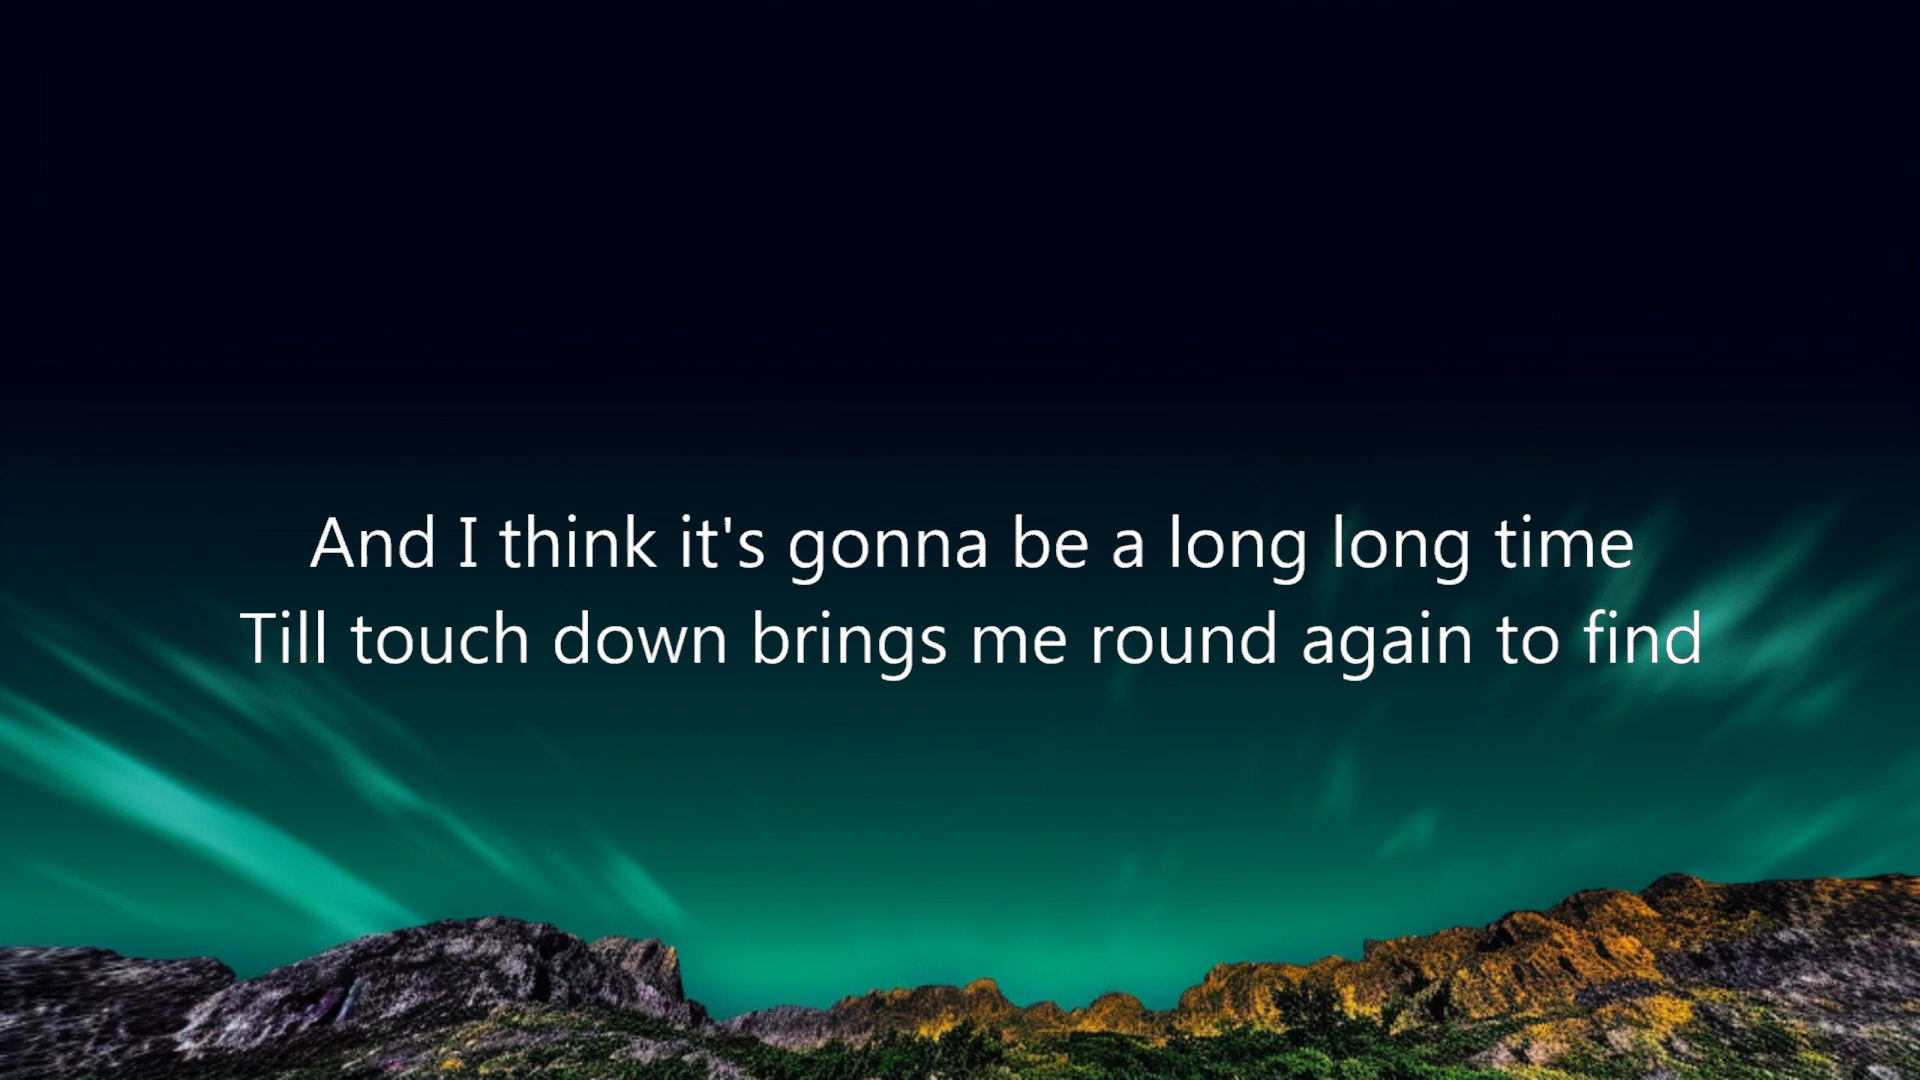 And I think it's gonna be a long long time
Till touch down brings me round again to find